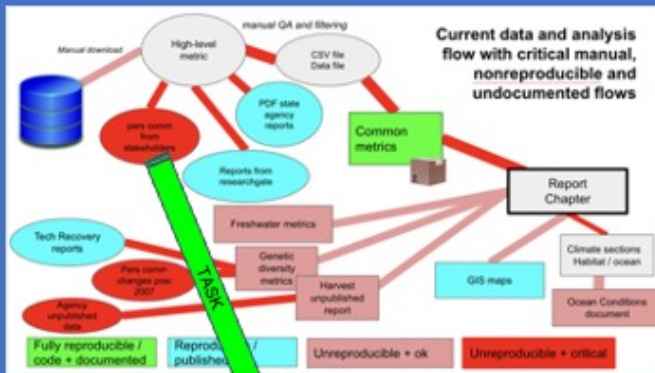 Current data and analysis
flow with critical manual,
nonreproducible and
undocumented flows
manual QA and filtering
Manual download
High-level
metric
CSV file
Data file
pers comm
from
stakeholders
PDF state
agency
reports
Reports from
researchgate
Common
metrics
Report
Chapter
Freshwater metrics
Tech Recovery
reports
Genetic
diversity
metrics
Pers comm
changes post
2007
Harvest
unpublished
report
Agency
unpublished
data
TASK
GIS maps
Climate sections
Habitat / ocean
Ocean Conditions
document
Fully reproducible /
code + documented
/
published
Unreproducible + ok
Unreproducible + critical